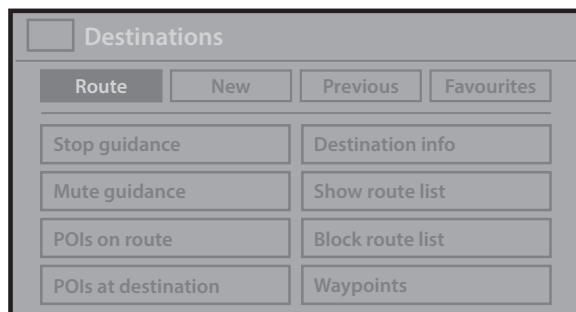 Destinations
Route New Previous Favourites
Stop guidance Destination info
Mute guidance Show route list
POIs on route Block route list
POIs at destination Waypoints